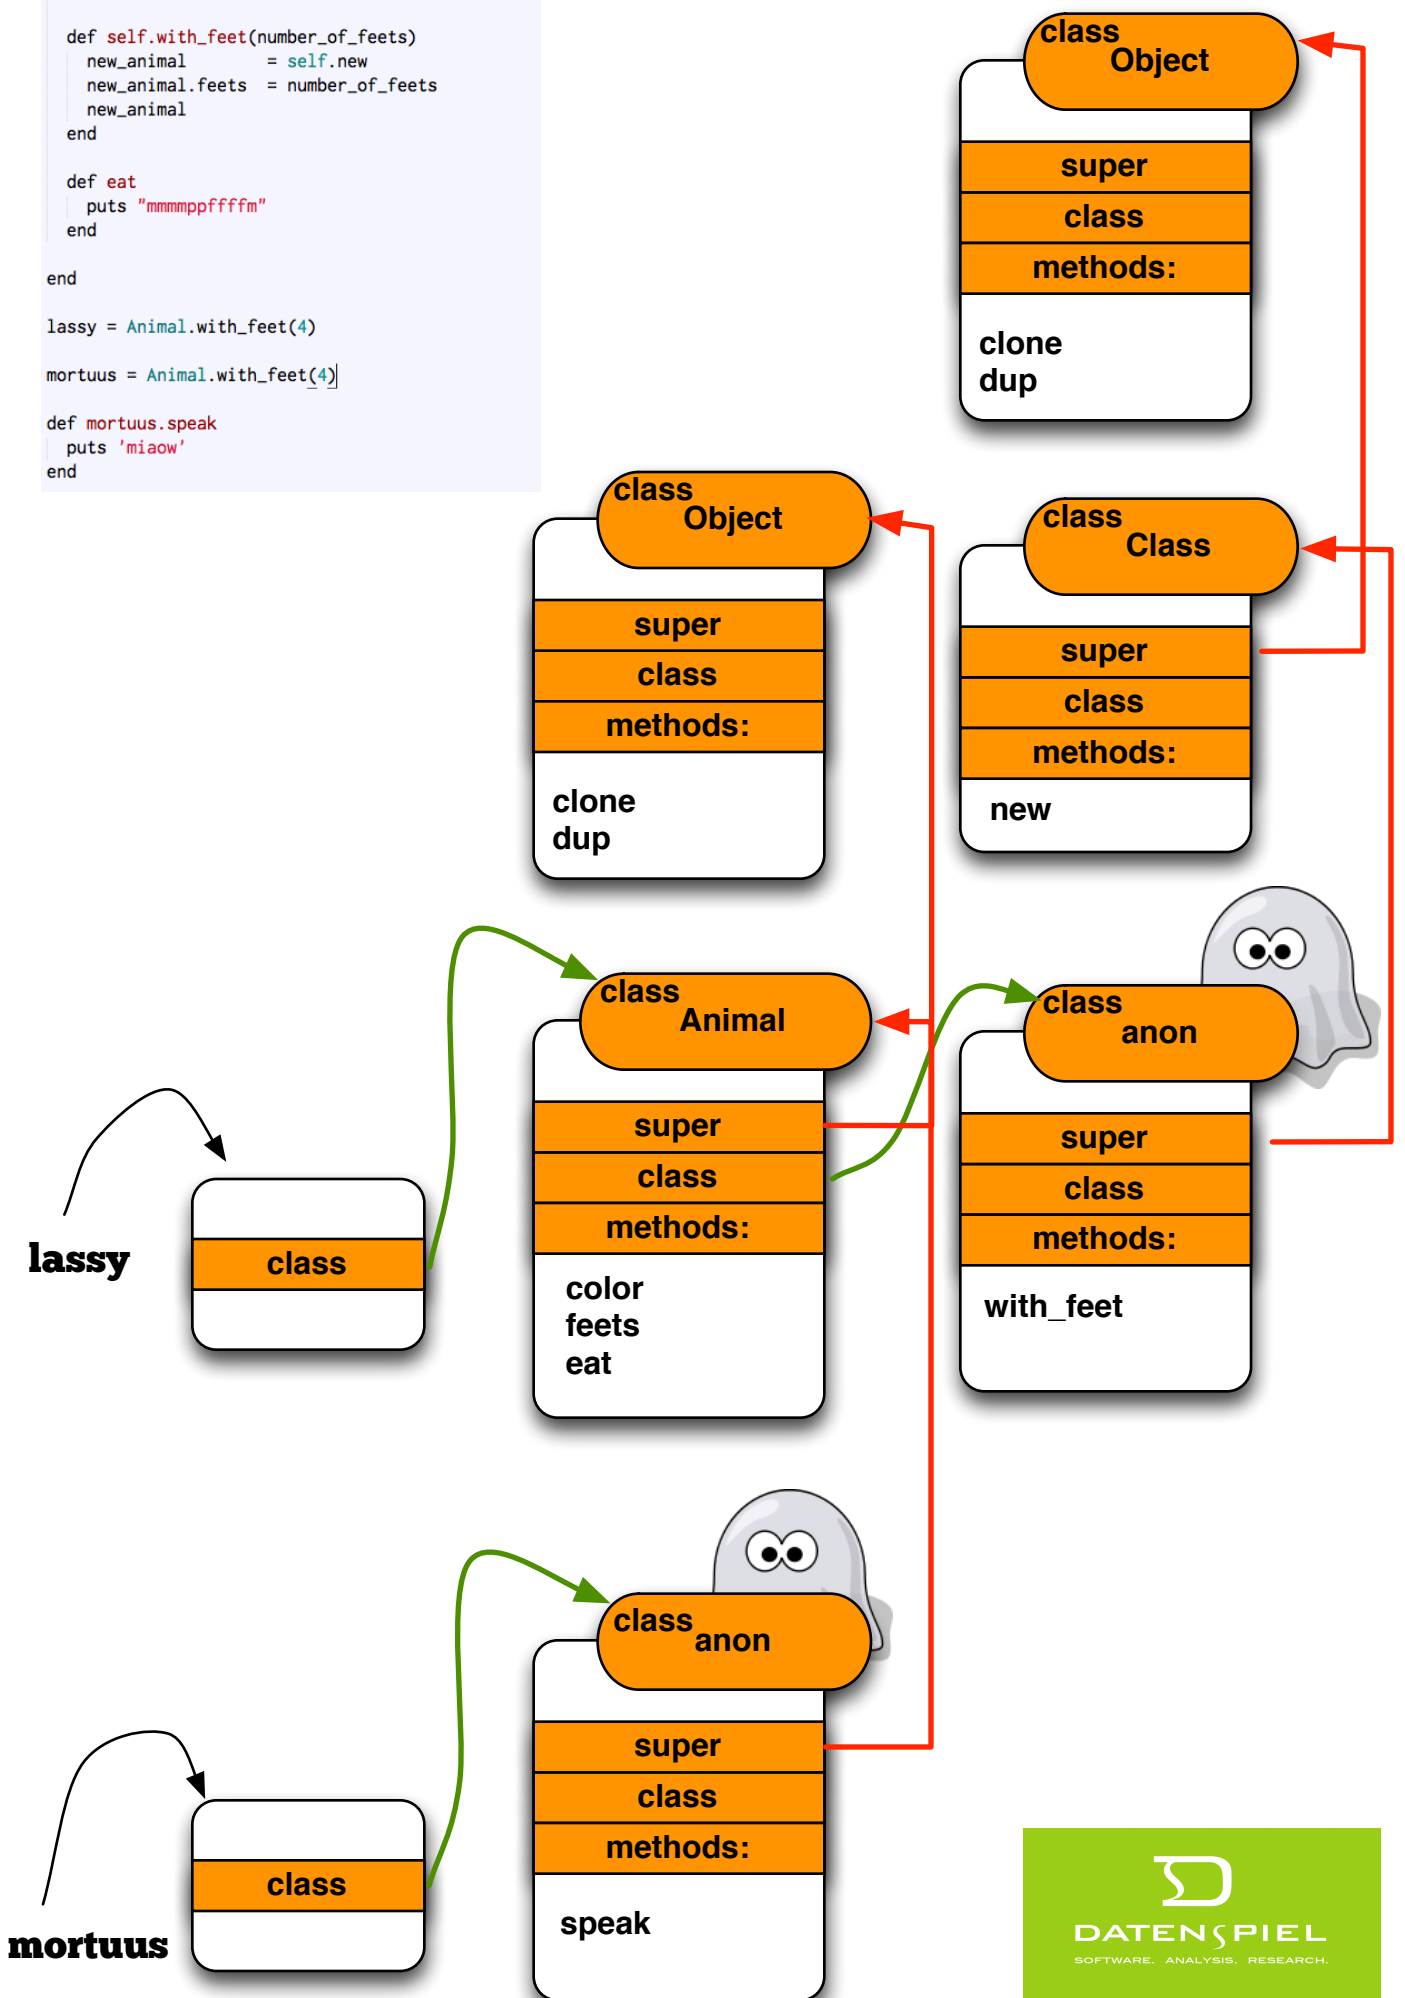 def self.with_feet(number_of_feets)
new_animal = self.new
new_animal.feets = number_of_feets
new_animal
end
def eat
puts "mmmmppffffm"
end
end
lassy = Animal.with_feet(4)
mortuus = Animal.with_feet(4)
def mortuus.speak
puts 'miaow'
end
class
Object
super
class
methods:
clone
dup
class
Object
super
class
methods:
clone
dup
class
Class
super
class
methods:
new
class
Animal
super
class
methods:
color
feets
eat
class
anon
super
class
methods:
with_feet
lassy
class
class
anon
super
class
methods:
speak
mortuus
class
DATENSPIEL
SOFTWARE. ANALYSIS. RESEARCH.